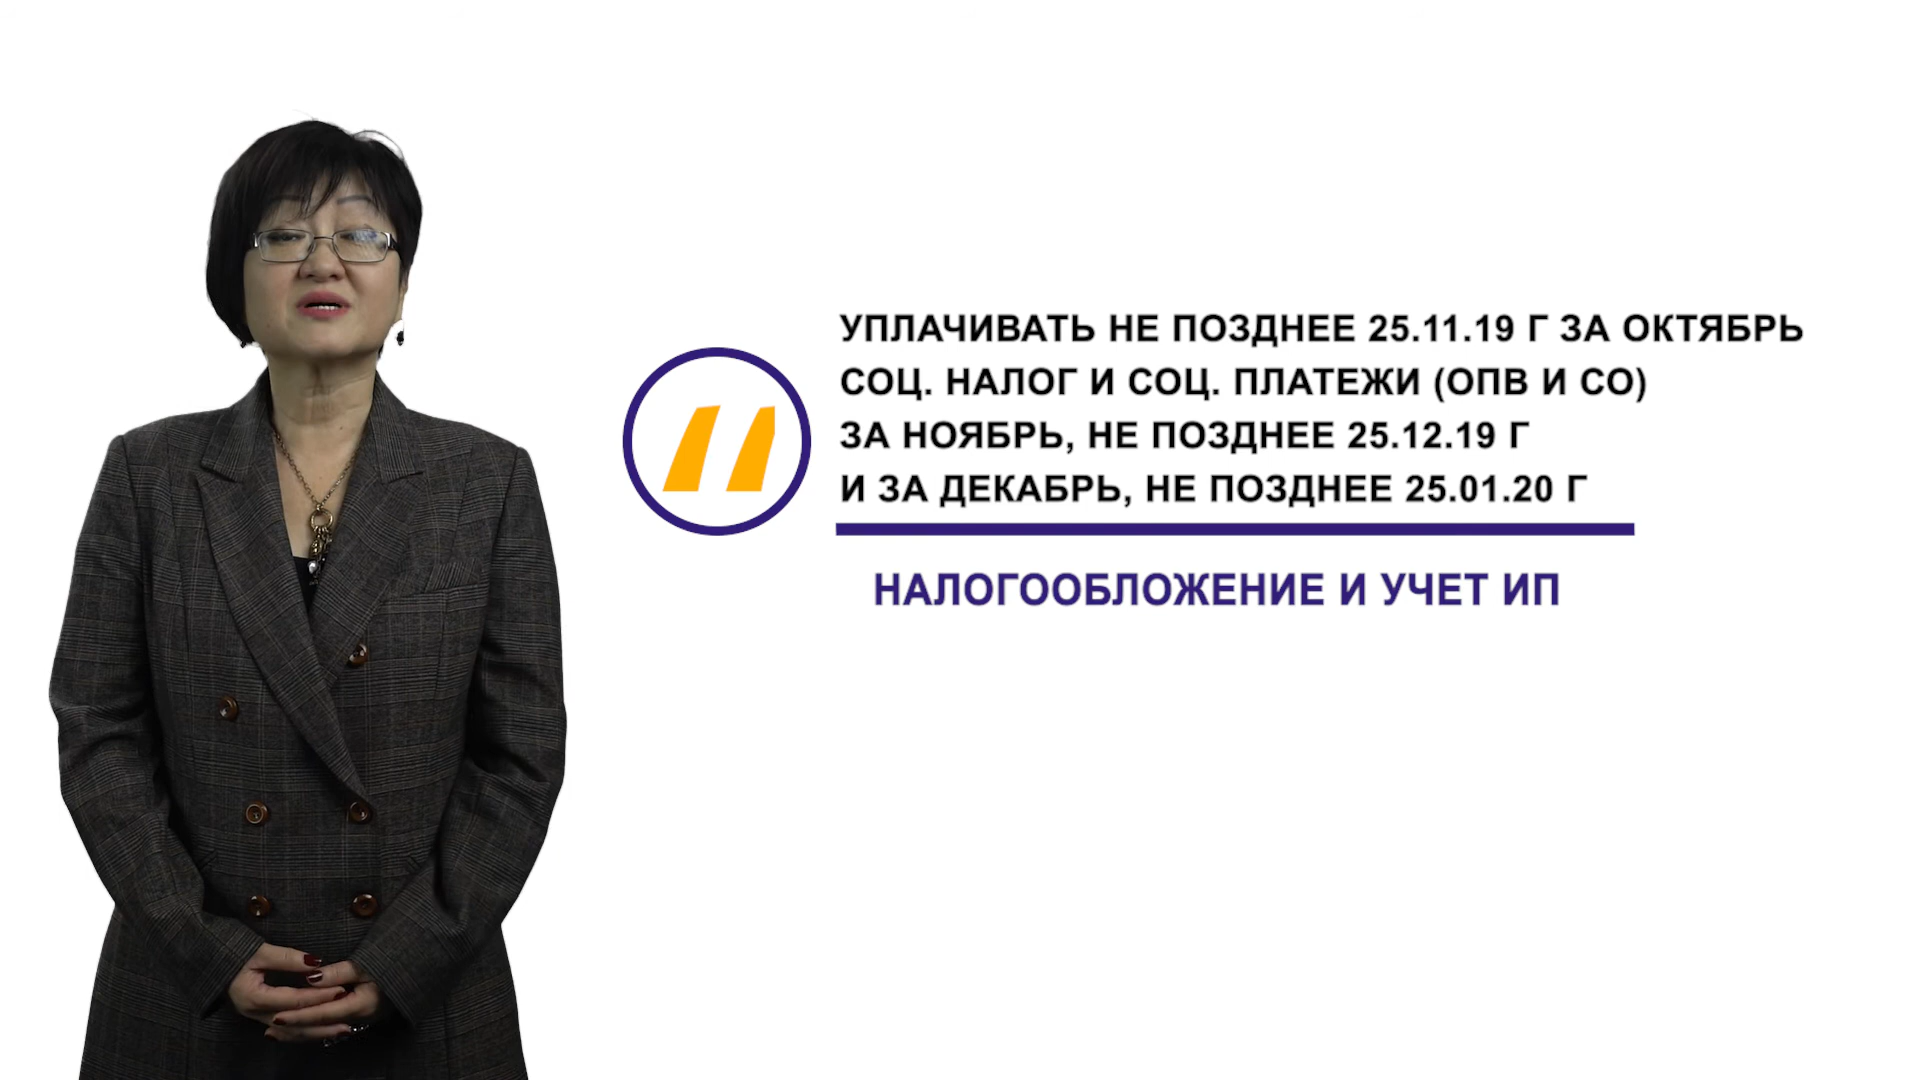 УПЛАЧИВАТЬ НЕ ПОЗДНЕЕ 25.11.19 Г ЗА ОКТЯБРЬ
СОЦ. НАЛОГ И СОЦ. ПЛАТЕЖИ (ОПВ И СО)
ЗА НОЯБРЬ, НЕ ПОЗДНЕЕ 25.12.19 Г
И ЗА ДЕКАБРЬ, НЕ ПОЗДНЕЕ 25.01.20 Г
НАЛОГООБЛОЖЕНИЕ И УЧЕТ ИП